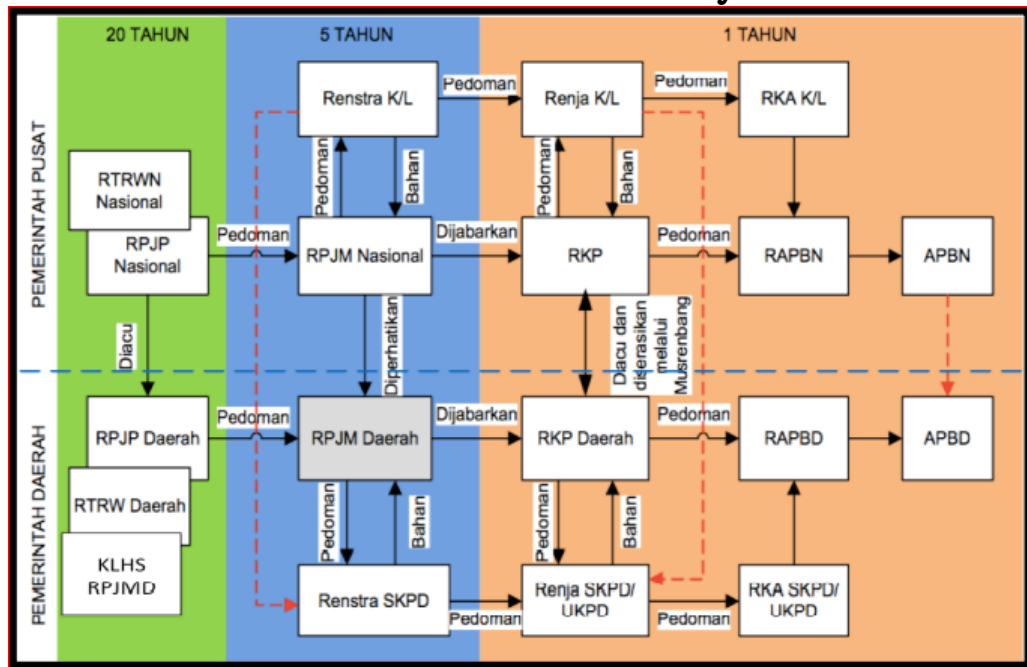 20 TAHUN
5 TAHUN
1 TAHUN
PEMERINTAH PUSAT
Renstra K/L
Pedoman
Renja K/L
Pedoman
RKA K/L
Pedoman
Bahan
Pedoman
Bahan
RTRWN
Nasional
RPJP
Nasional
Pedoman
RPJM Nasional
Dijabarkan
RKP
Pedoman
RAPBN
APBN
Diacu
Diperhatikan
Diacu dan
diserasikan
melalui
Musrenbang
PEMERINTAH DAERAH
RPJP Daerah
Pedoman
RPJM Daerah
Dijabarkan
RKP Daerah
Pedoman
RAPBD
APBD
RTRW Daerah
KLHS
RPJMD
Pedoman
Bahan
Pedoman
Bahan
Renstra SKPD
Pedoman
Renja SKPD/
UKPD
Pedoman
RKA SKPD/
UKPD